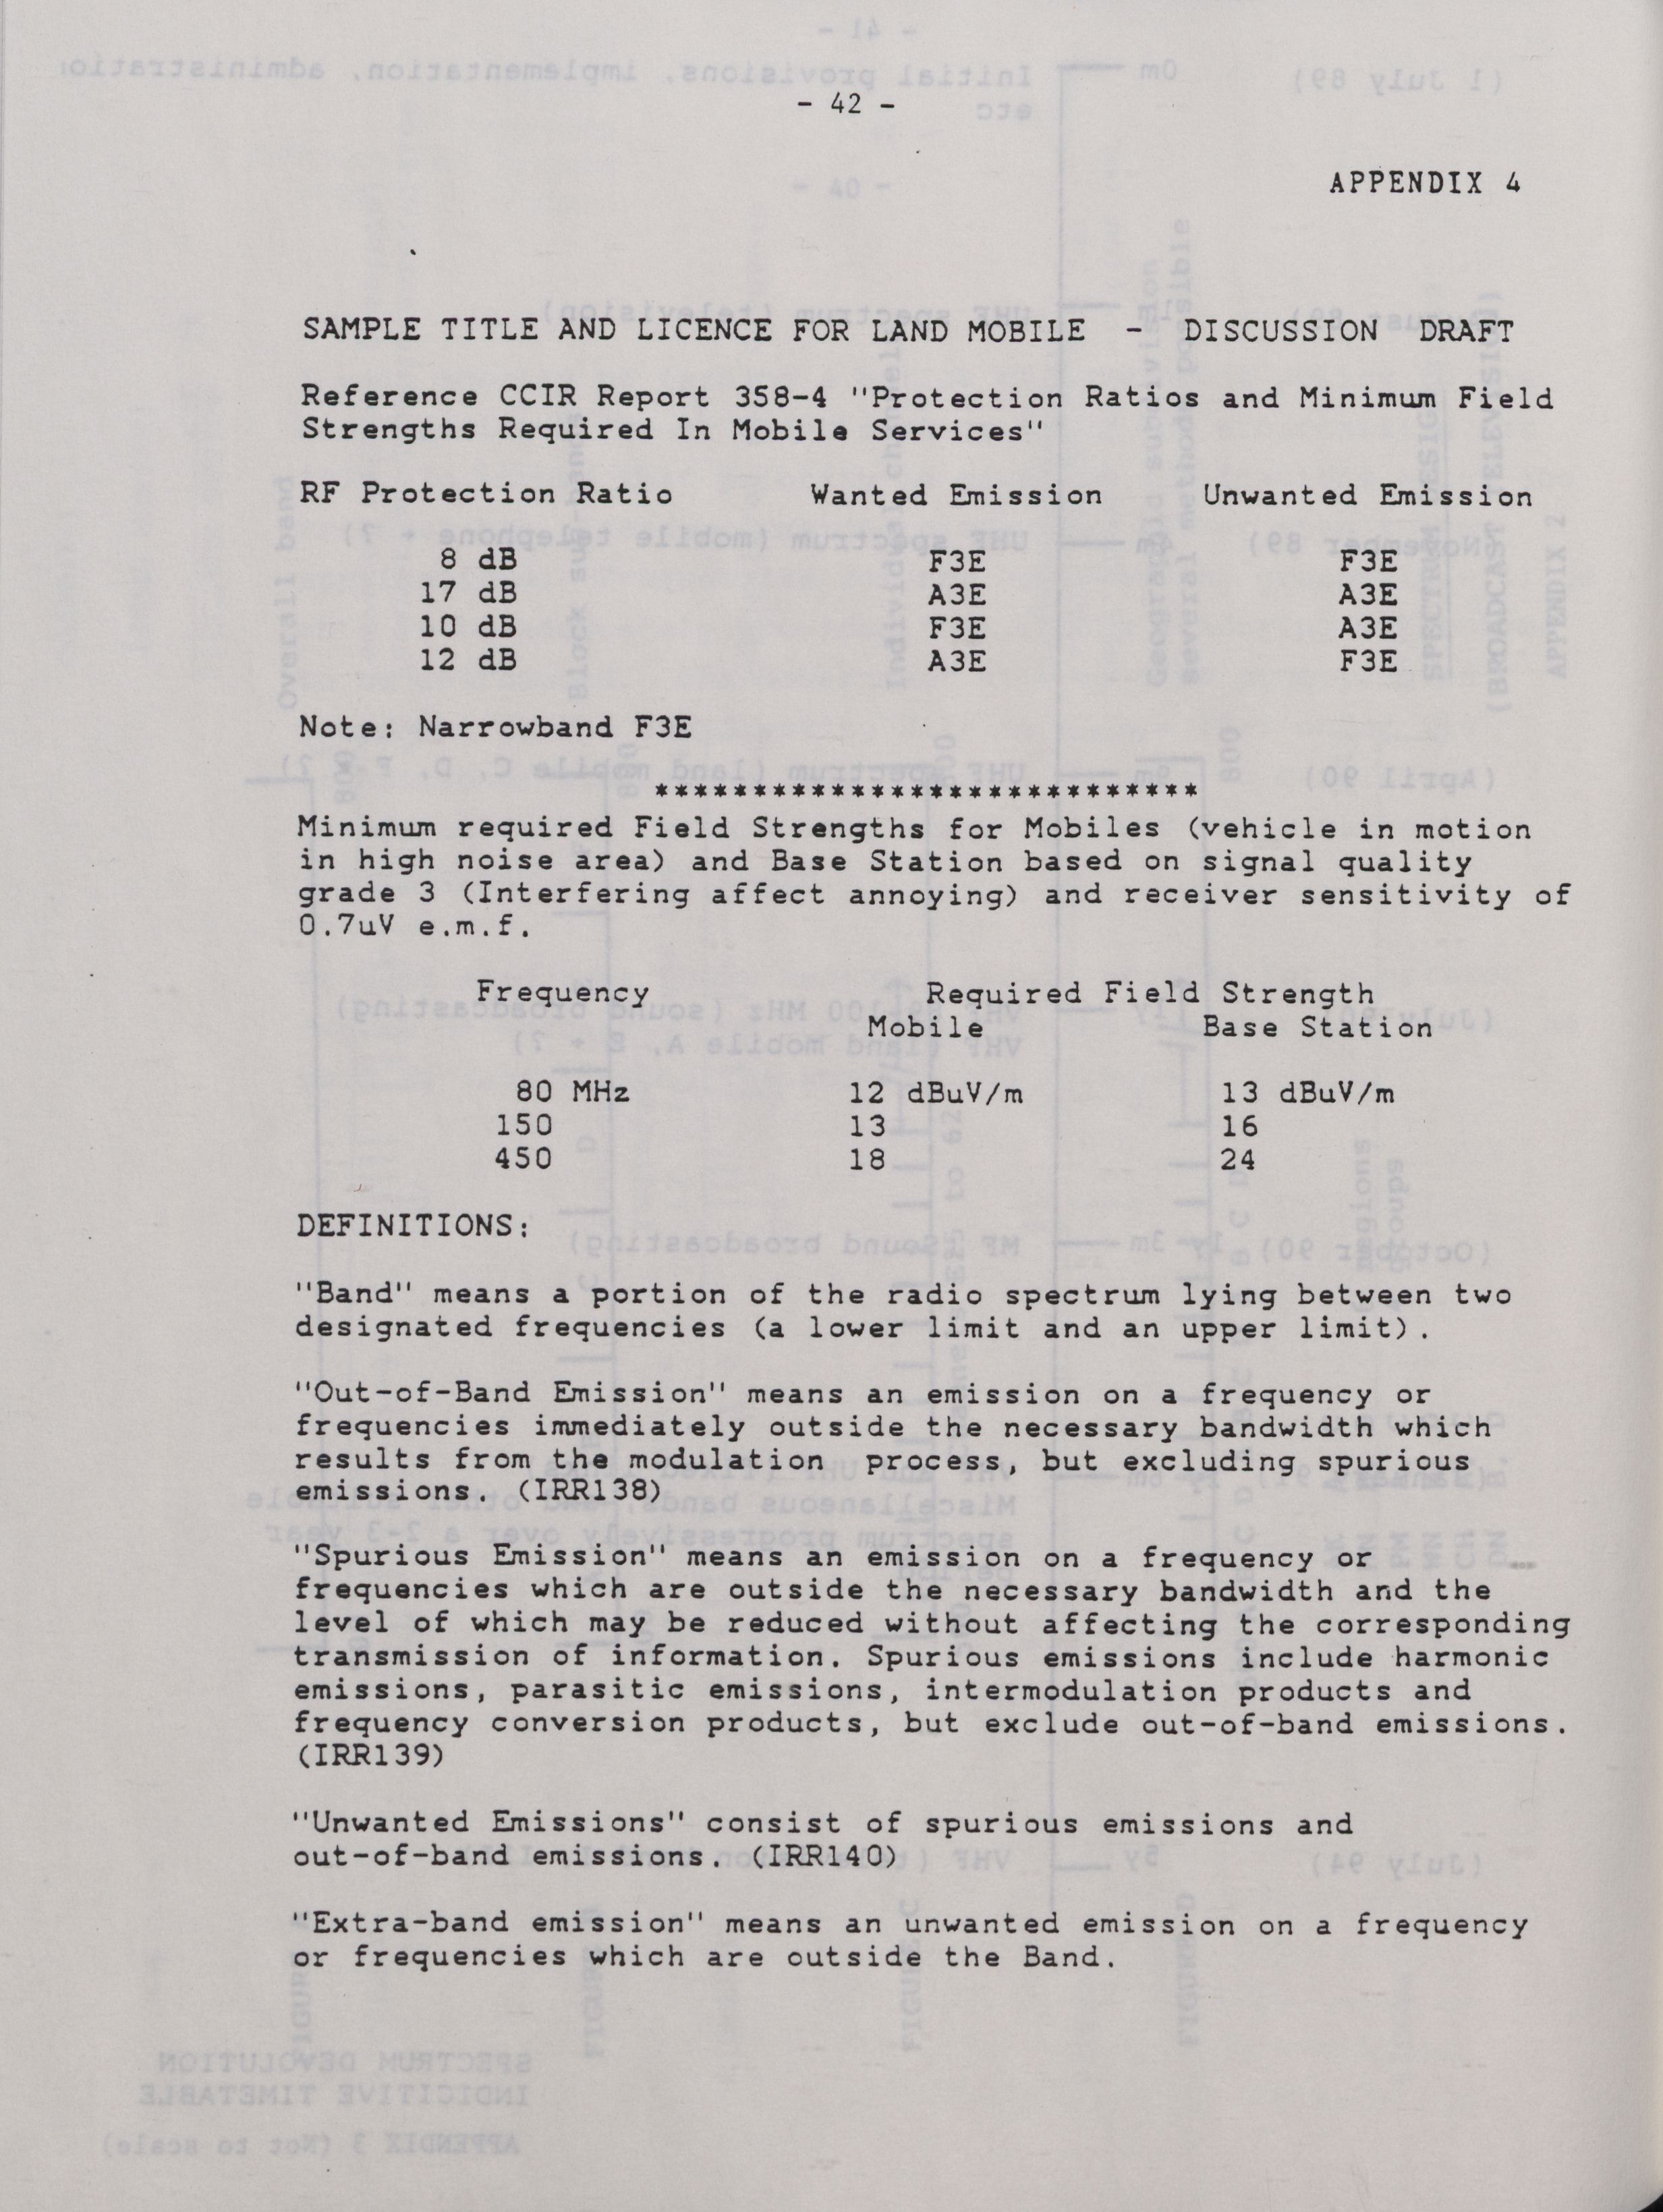 - 42 -
APPENDIX 4
SAMPLE TITLE AND LICENCE FOR LAND MOBILE - DISCUSSION DRAFT
Reference CCIR Report 358-4 "Protection Ratios and Minimum Field
Strengths Required In Mobile Services"
RF Protection Ratio Wanted Emission Unwanted Emission
8 dB F3E F3E
17 dB A3E A3E
10 dB F3E A3E
12 dB A3E F3E
Note: Narrowband F3E
****************************
Minimum required Field Strengths for Mobiles (vehicle in motion
in high noise area) and Base Station based on signal quality
grade 3 (Interfering affect annoying) and receiver sensitivity of
0.7uV e.m.f.
Frequency Required Field Strength
Mobile Base Station
80 MHz 12 dBuV/m 13 dBuV/m
150 13 16
450 18 24
DEFINITIONS:
"Band" means a portion of the radio spectrum lying between two
designated frequencies (a lower limit and an upper limit).
"Out-of-Band Emission" means an emission on a frequency or
frequencies immediately outside the necessary bandwidth which
results from the modulation process, but excluding spurious
emissions. (IRR138)
"Spurious Emission" means an emission on a frequency or
frequencies which are outside the necessary bandwidth and the
level of which may be reduced without affecting the corresponding
transmission of information. Spurious emissions include harmonic
emissions, parasitic emissions, intermodulation products and
frequency conversion products, but exclude out-of-band emissions.
(IRR139)
"Unwanted Emissions" consist of spurious emissions and
out-of-band emissions. (IRR140)
"Extra-band emission" means an unwanted emission on a frequency
or frequencies which are outside the Band.